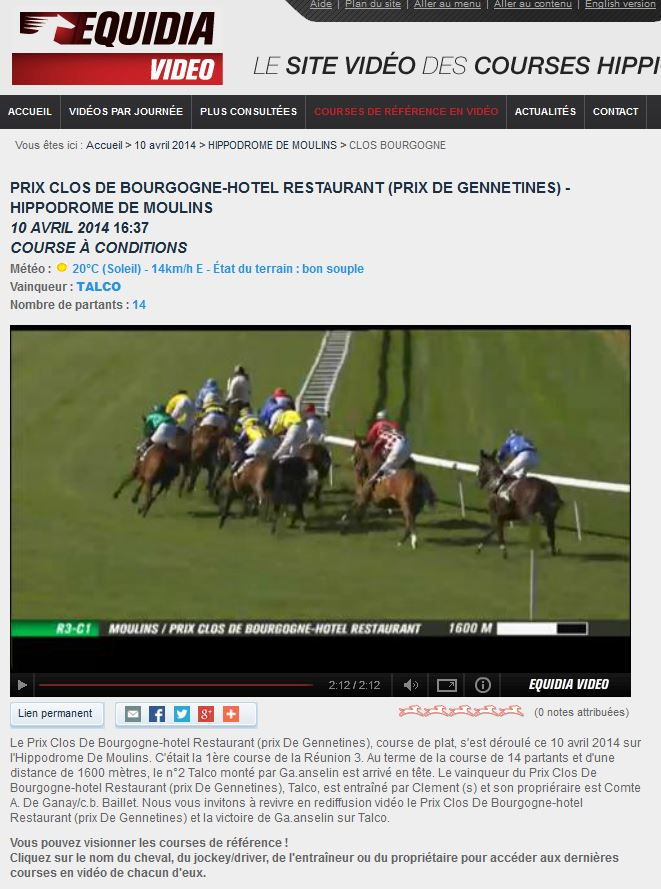 Aide | Plan du site | Aller au menu | Aller au contenu | English version
EQUIDIA
VIDEO
LE SITE VIDÉO DES COURSES HIPPI
ACCUEIL
VIDÉOS PAR JOURNÉE
PLUS CONSULTÉES
COURSES DE RÉFÉRENCE EN VIDÉO
ACTUALITÉS
CONTACT
Vous êtes ici : Accueil > 10 avril 2014 > HIPPODROME DE MOULINS > CLOS BOURGOGNE
PRIX CLOS DE BOURGOGNE-HOTEL RESTAURANT (PRIX DE GENNETINES) -
HIPPODROME DE MOULINS
10 AVRIL 2014 16:37
COURSE À CONDITIONS
Météo : 20°C (Soleil) - 14km/h E - État du terrain : bon souple
Vainqueur : TALCO
Nombre de partants : 14
R3-C1 MOULINS / PRIX CLOS DE BOURGOGNE-HOTEL RESTAURANT 1600 M
2:12 / 2:12
EQUIDIA VIDEO
Lien permanent
(0 notes attribuées)
Le Prix Clos De Bourgogne-hotel Restaurant (prix De Gennetines), course de plat, s'est déroulé ce 10 avril 2014 sur
l'Hippodrome De Moulins. C'était la 1ère course de la Réunion 3. Au terme de la course de 14 partants et d'une
distance de 1600 mètres, le n°2 Talco monté par Ga.anselin est arrivé en tête. Le vainqueur du Prix Clos De
Bourgogne-hotel Restaurant (prix De Gennetines), Talco, est entraîné par Clement (s) et son propriéraire est Comte
A. De Ganay/c.b. Baillet. Nous vous invitons à revivre en rediffusion vidéo le Prix Clos De Bourgogne-hotel
Restaurant (prix De Gennetines) et la victoire de Ga.anselin sur Talco.
Vous pouvez visionner les courses de référence !
Cliquez sur le nom du cheval, du jockey/driver, de l'entraîneur ou du propriétaire pour accéder aux dernières
courses en vidéo de chacun d'eux.